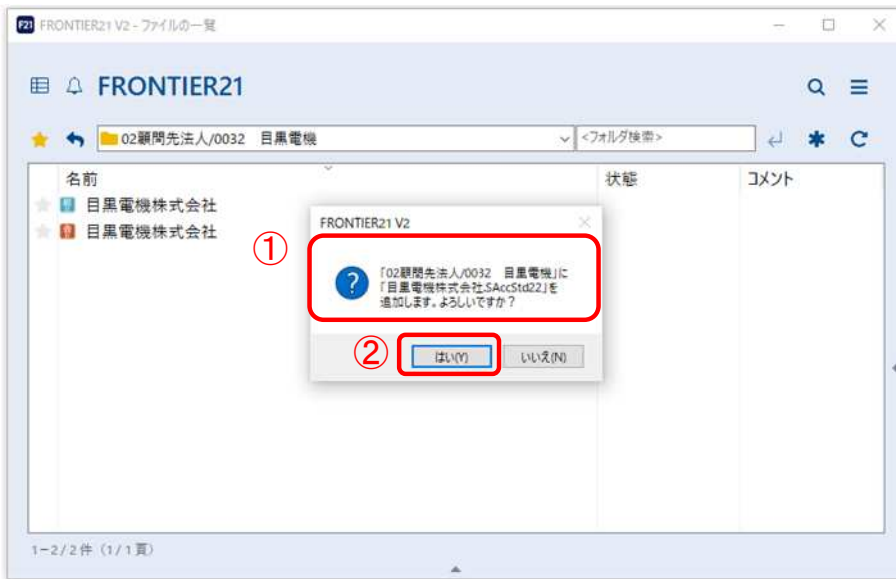 F21 FRONTIER21 V2 - ファイルの一覧
FRONTIER21
02顧問先法人/0032　目黒電機
<フォルダ検索>
名前 状態 コメント
目黒電機株式会社
目黒電機株式会社
①
FRONTIER21 V2
「02顧問先法人/0032　目黒電機」に
「目黒電機株式会社.SAccStd22」を
追加します。よろしいですか？
②
はい(Y) いいえ(N)
1-2/2件 (1/1頁)